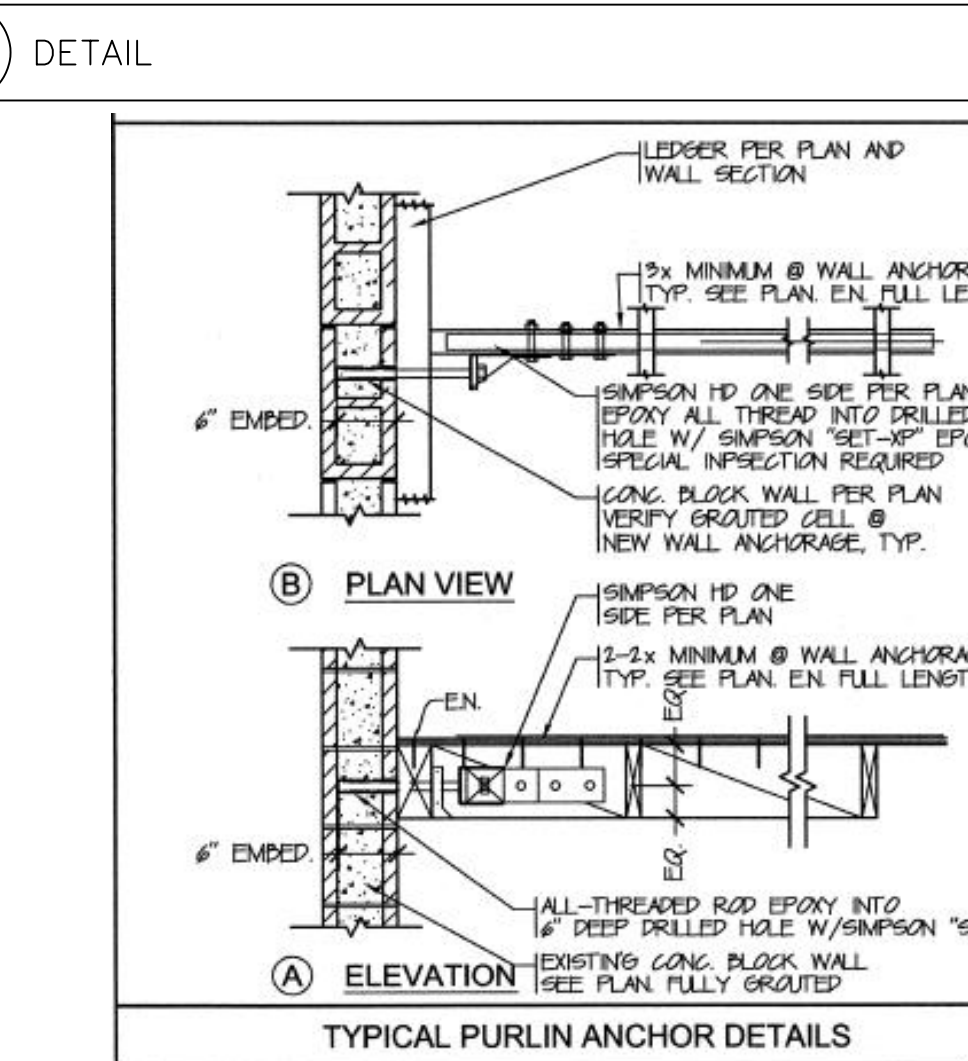 DETAIL
LEDGER PER PLAN AND
WALL SECTION
3x MINIMUM @ WALL ANCHOR
TYP. SEE PLAN. E.N. FULL LE
SIMPSON HD ONE SIDE PER PLAN
EPOXY ALL THREAD INTO DRILLED
HOLE W/ SIMPSON "SET-XP" EPO
SPECIAL INPSECTION REQUIRED
6" EMBED.
CONC. BLOCK WALL PER PLAN
VERIFY GROUTED CELL @
NEW WALL ANCHORAGE, TYP.
B PLAN VIEW
SIMPSON HD ONE
SIDE PER PLAN
2-2x MINIMUM @ WALL ANCHORA
TYP. SEE PLAN. E.N. FULL LENGT
E.N.
EQ.
EQ.
6" EMBED.
ALL-THREADED ROD EPOXY INTO
6" DEEP DRILLED HOLE W/SIMPSON "S
EXISTING CONC. BLOCK WALL
SEE PLAN. FULLY GROUTED
A ELEVATION
TYPICAL PURLIN ANCHOR DETAILS